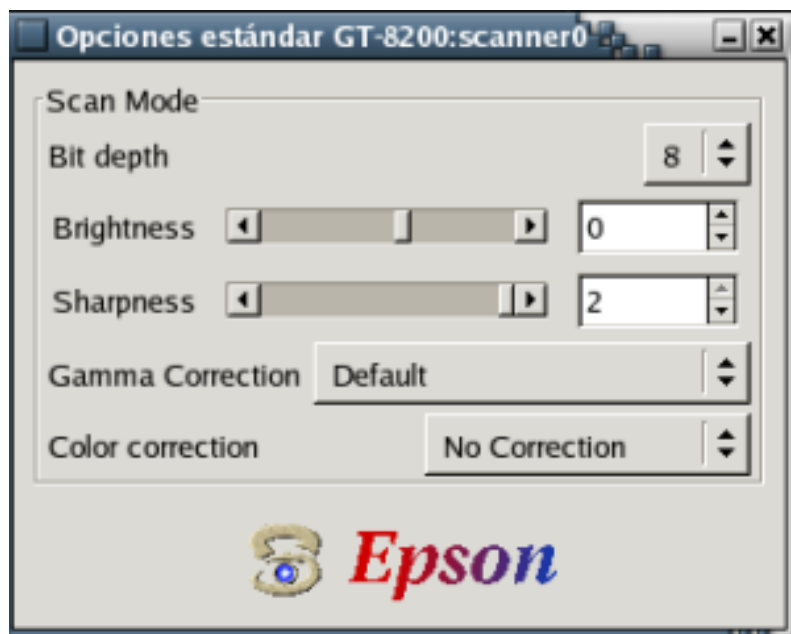 Opciones estándar GT-8200:scanner0
Scan Mode
Bit depth 8
Brightness 0
Sharpness 2
Gamma Correction Default
Color correction No Correction
Epson